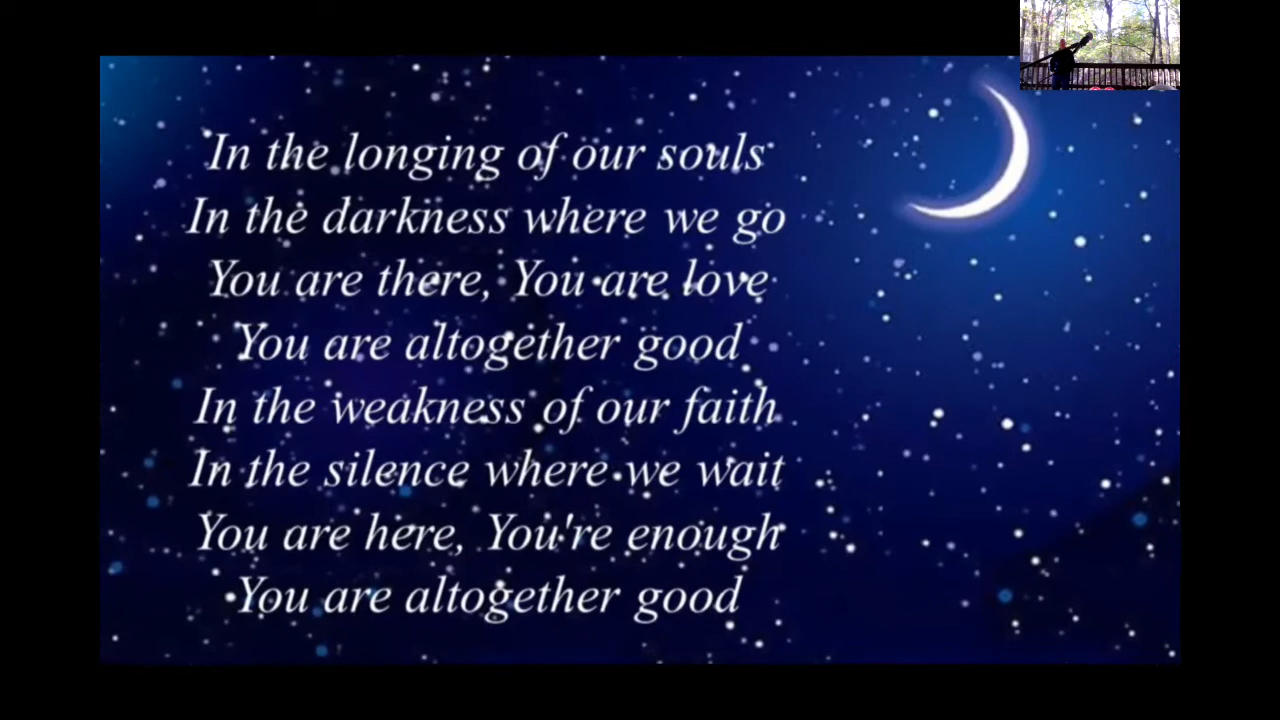 In the longing of our souls
In the darkness where we go
You are there, You are love
You are altogether good
In the weakness of our faith
In the silence where we wait
You are here, You're enough
You are altogether good